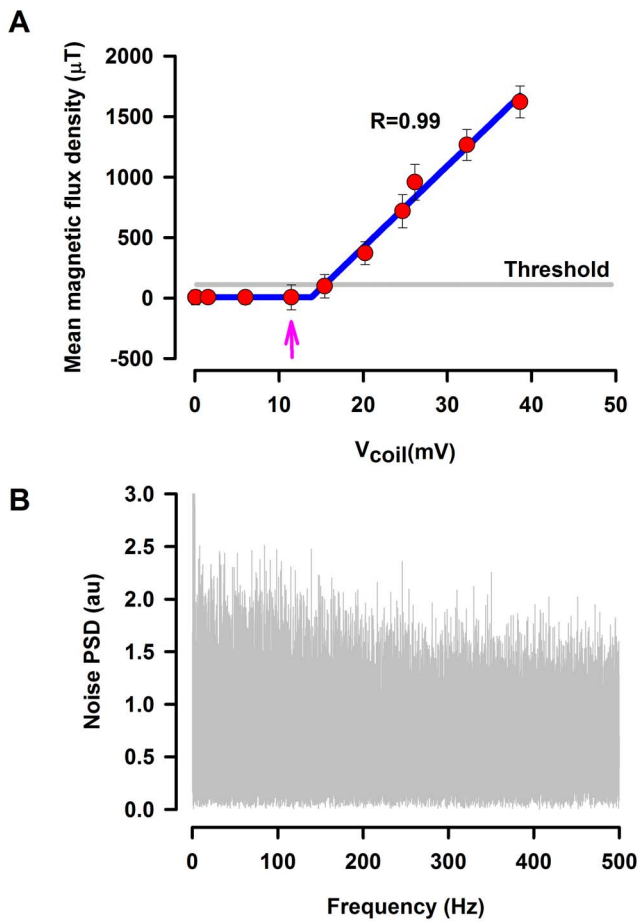 A
Mean magnetic flux density (μT)
2000
1500
1000
500
0
-500
R=0.99
Threshold
0 10 20 30 40 50
Vcoil(mV)
B
Noise PSD (au)
3.0
2.5
2.0
1.5
1.0
0.5
0.0
0 100 200 300 400 500
Frequency (Hz)